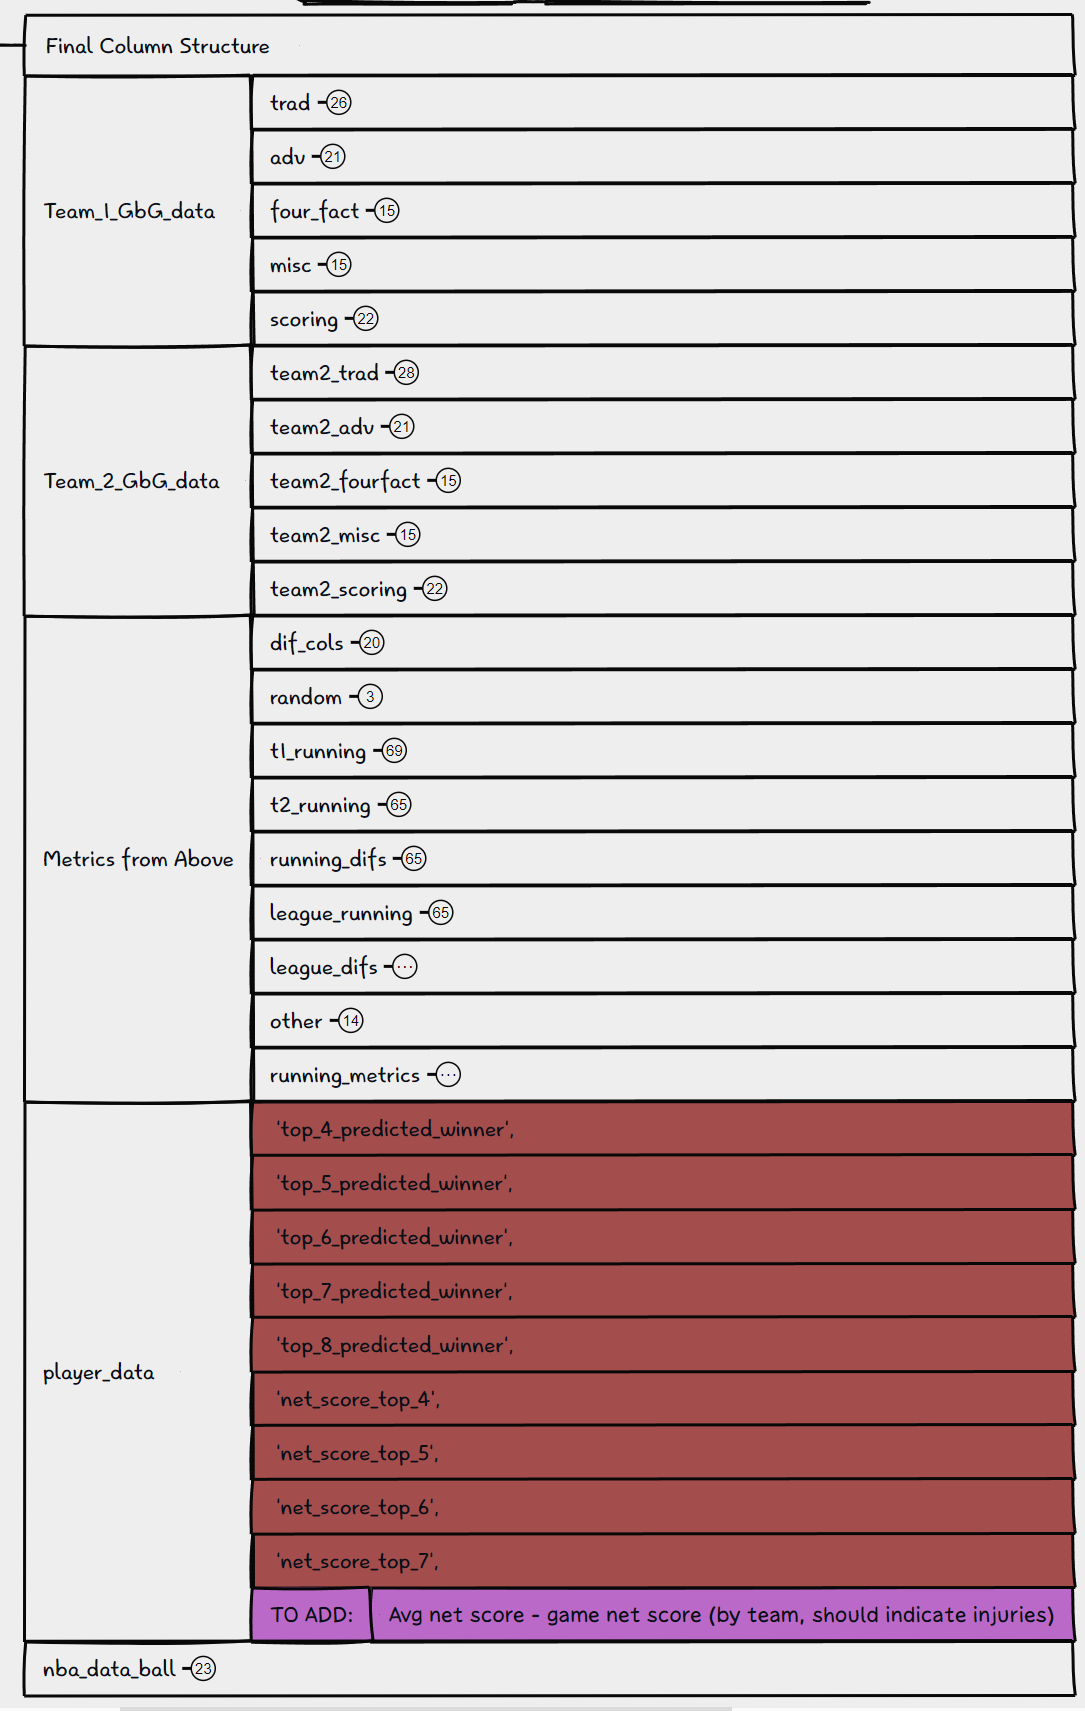 Final Column Structure
Team_1_GbG_data
trad 26
adv 21
four_fact 15
misc 15
scoring 22
Team_2_GbG_data
team2_trad 28
team2_adv 21
team2_fourfact 15
team2_misc 15
team2_scoring 22
Metrics from Above
dif_cols 20
random 3
t1_running 69
t2_running 65
running_difs 65
league_running 65
league_difs ...
other 14
running_metrics ...
player_data
'top_4_predicted_winner',
'top_5_predicted_winner',
'top_6_predicted_winner',
'top_7_predicted_winner',
'top_8_predicted_winner',
'net_score_top_4',
'net_score_top_5',
'net_score_top_6',
'net_score_top_7',
TO ADD: Avg net score - game net score (by team, should indicate injuries)
nba_data_ball 23